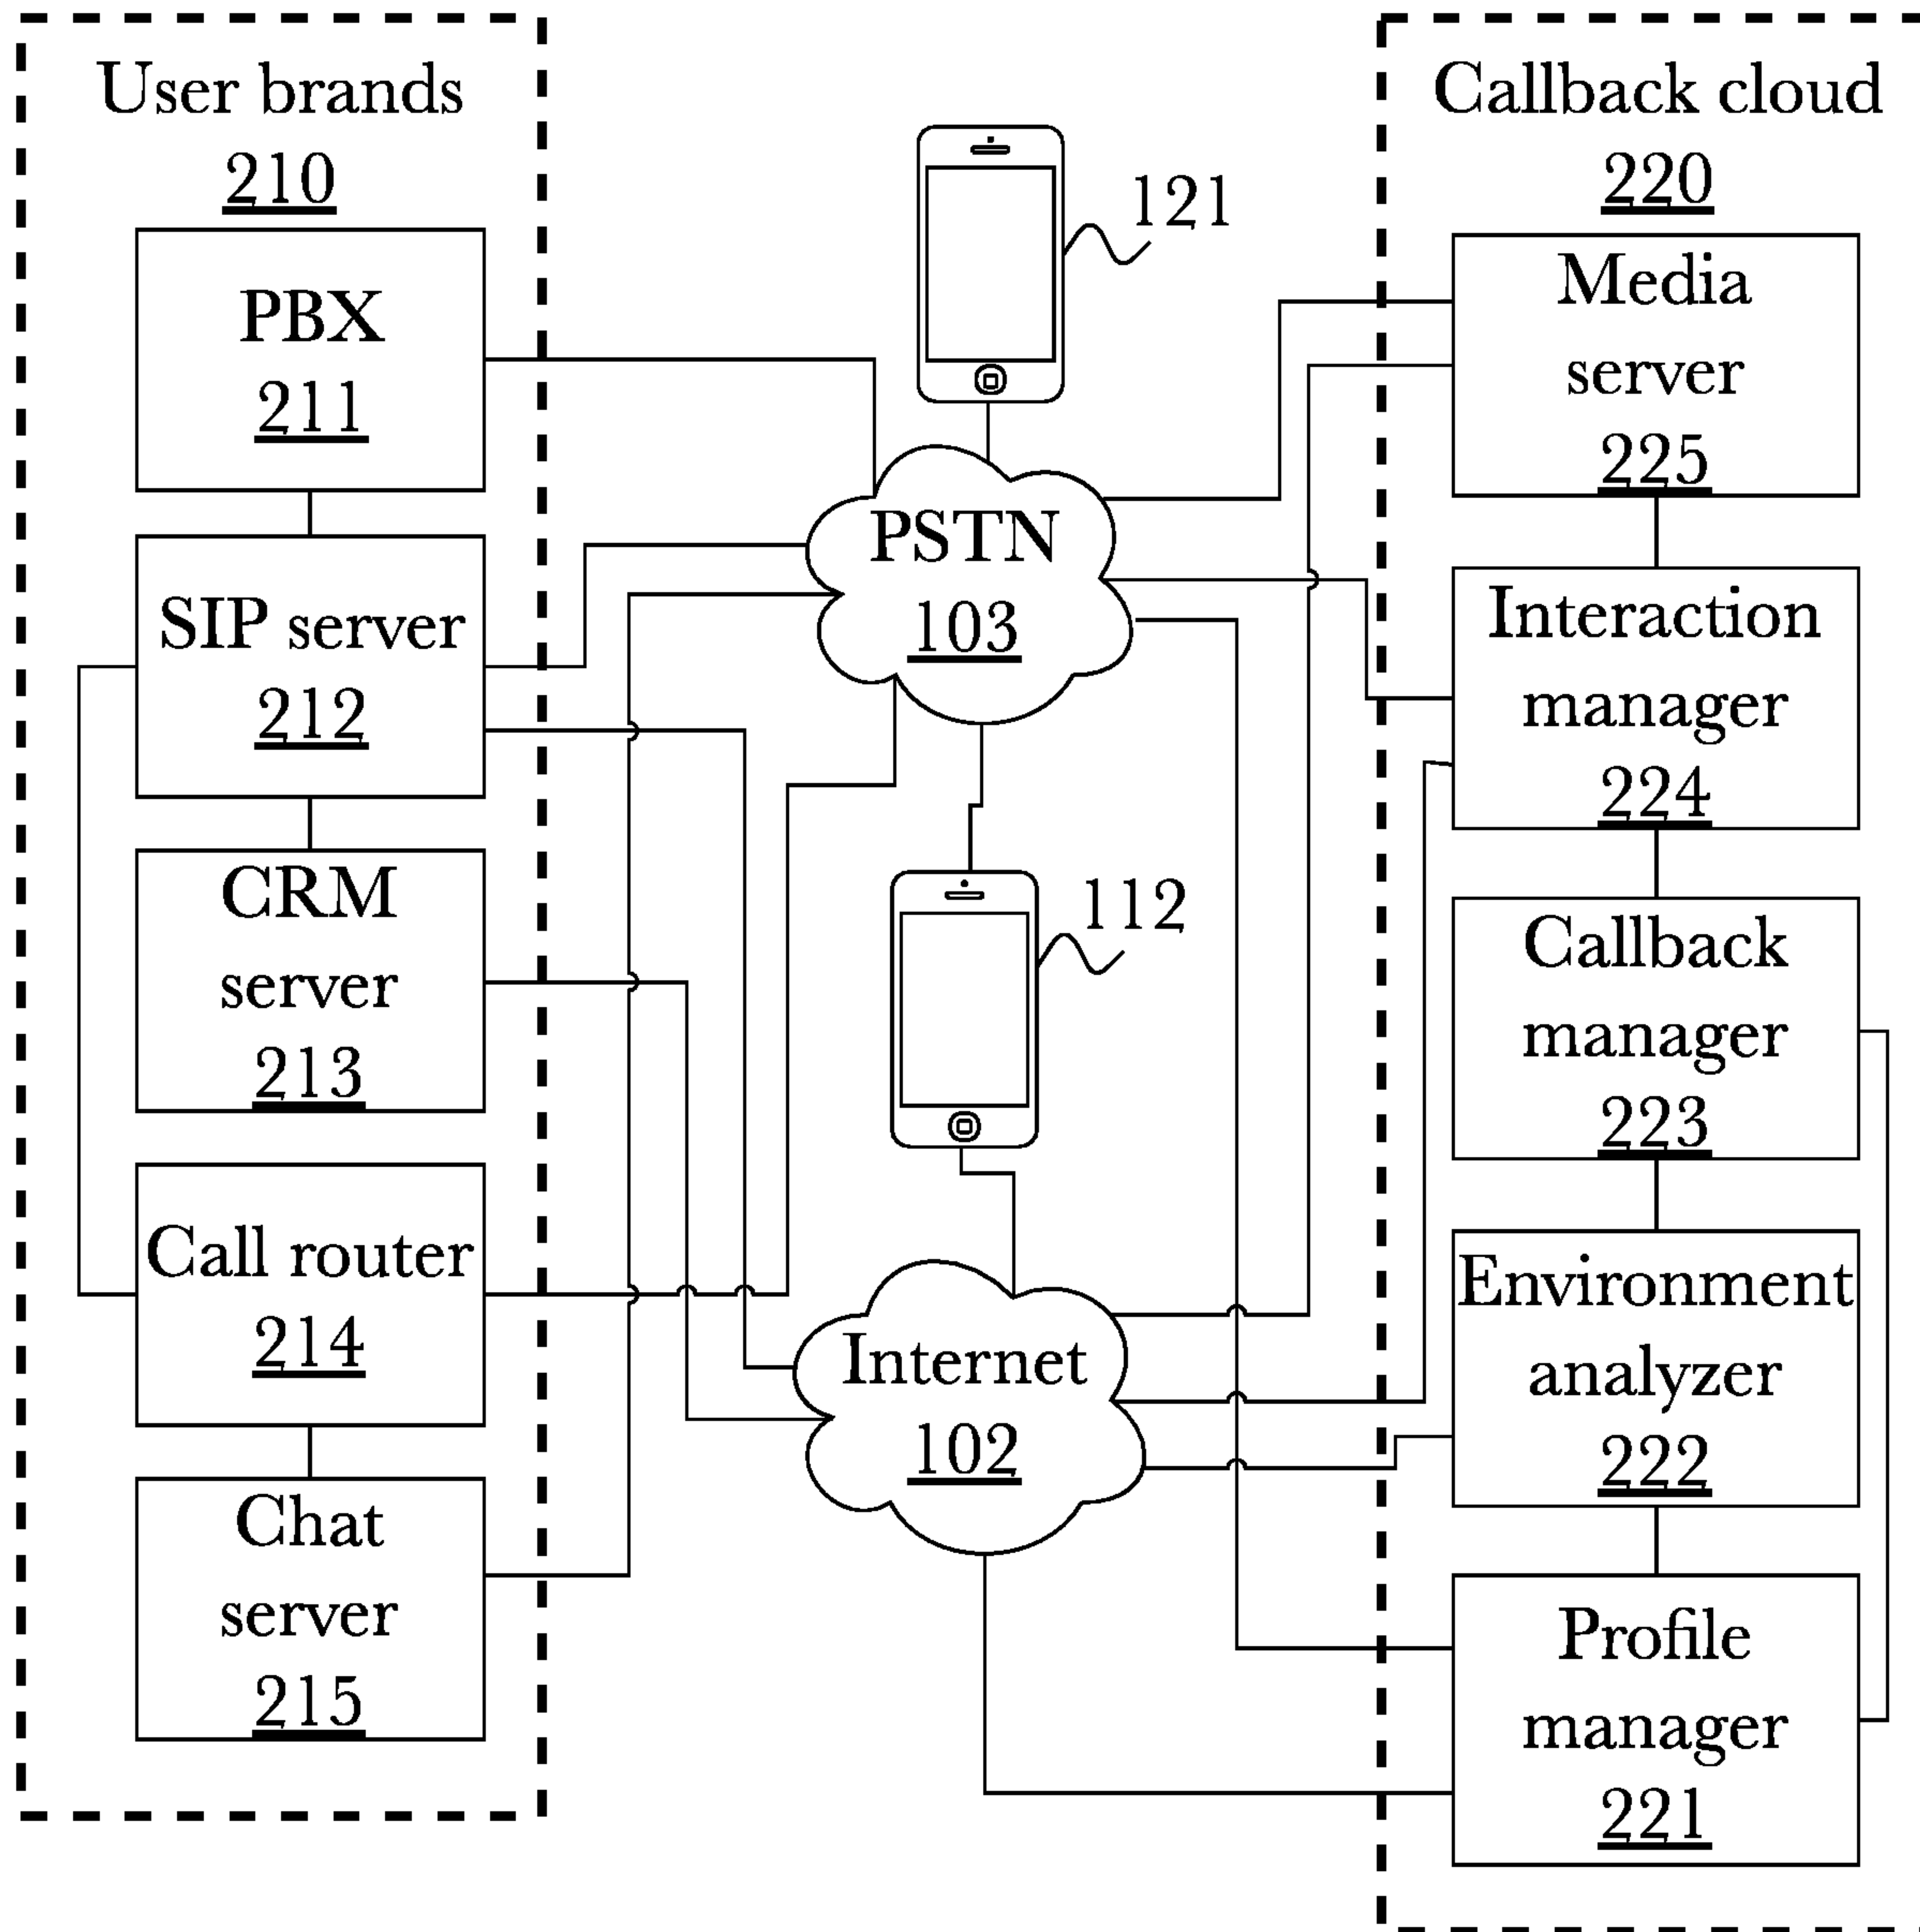 User brands
210
PBX
211
SIP server
212
CRM
server
213
Call router
214
Chat
server
215
121
PSTN
103
112
Internet
102
Callback cloud
220
Media
server
225
Interaction
manager
224
Callback
manager
223
Environment
analyzer
222
Profile
manager
221